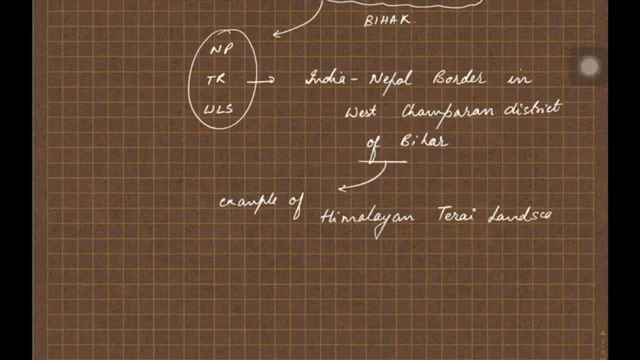 BIHAR.
NP
TR → India - Nepal Border in
WLS West Champaran district
of Bihar
example of Himalayan Terai Landsca